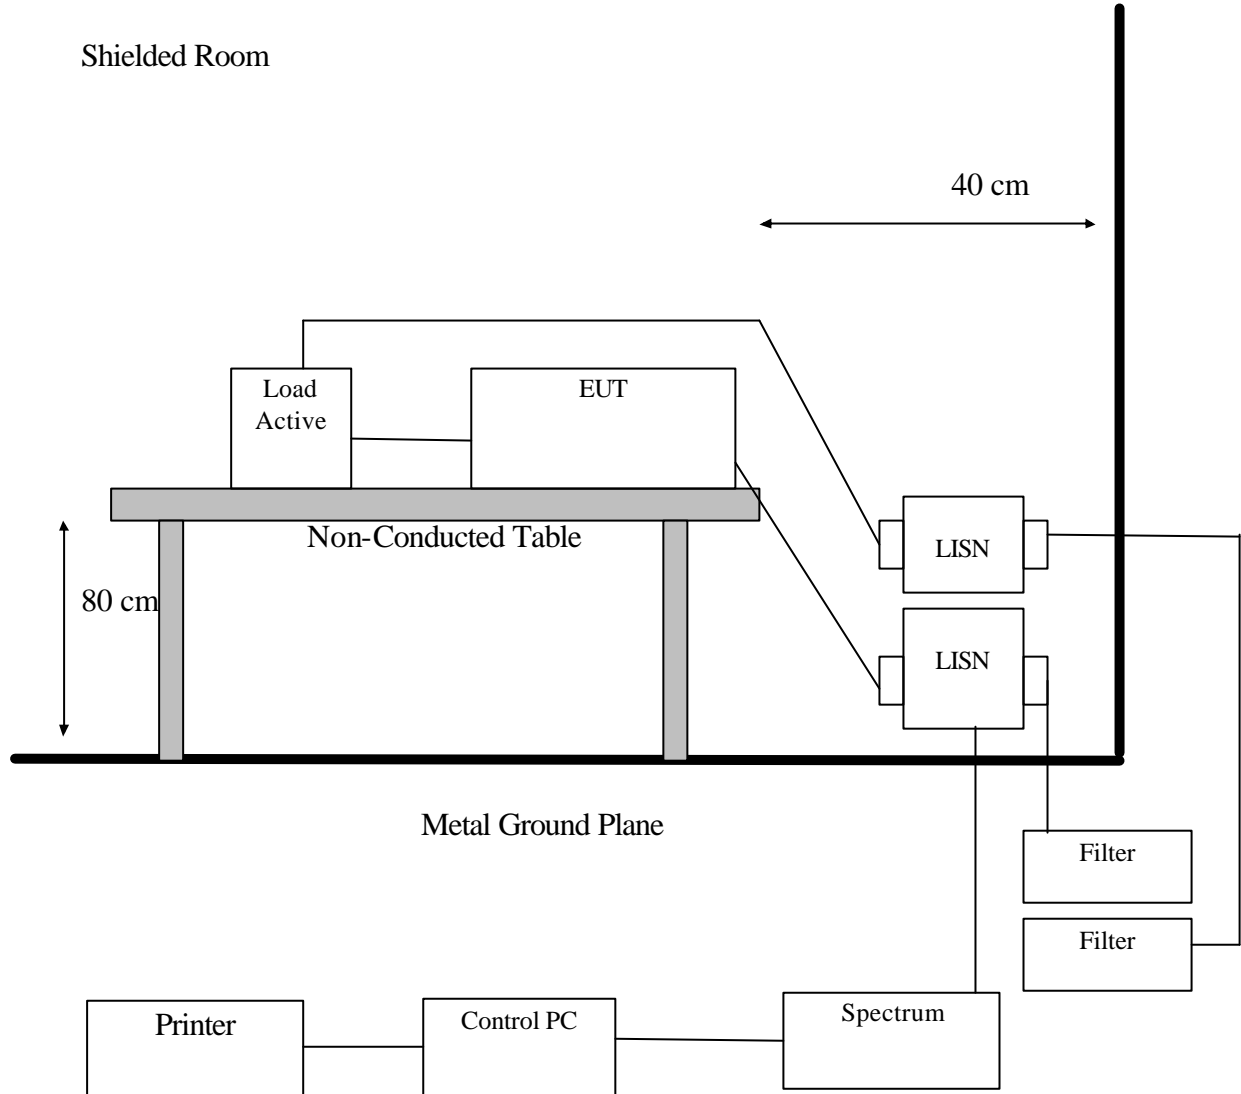 Shielded Room
40 cm
Load
Active
EUT
Non-Conducted Table
LISN
80 cm
LISN
Metal Ground Plane
Filter
Filter
Printer
Control PC
Spectrum